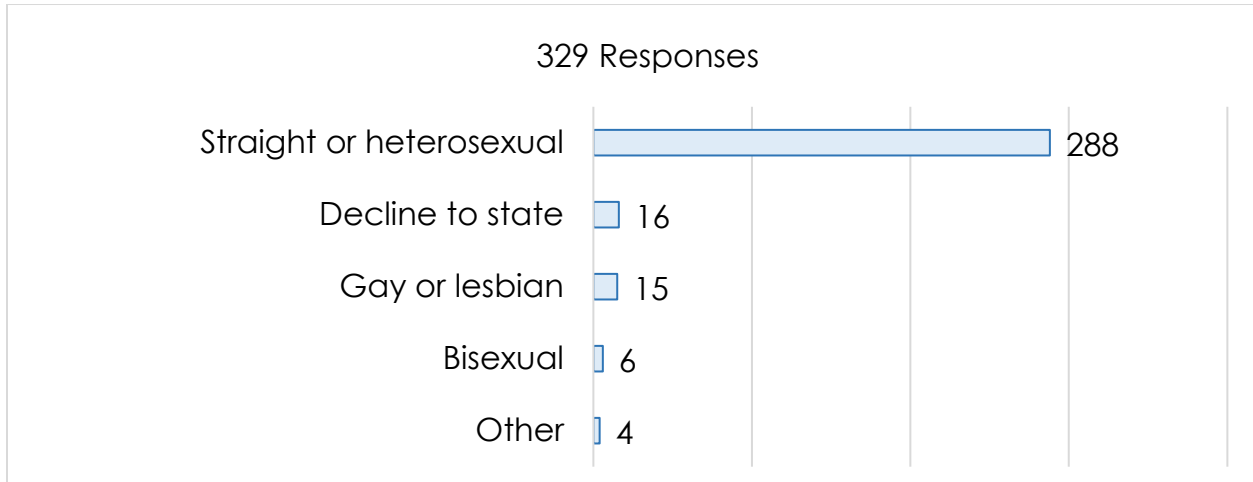 329 Responses
Straight or heterosexual 288
Decline to state 16
Gay or lesbian 15
Bisexual 6
Other 4